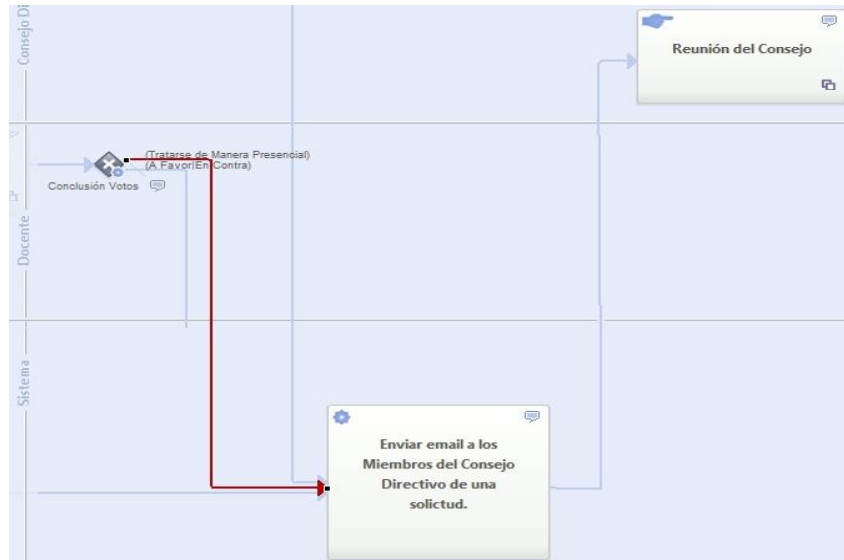 Consejo Di
Reunión del Consejo
(Tratarse de Manera Presencial)
(A Favor|En Contra)
Conclusión Votos
Docente
Sistema
Enviar email a los
Miembros del Consejo
Directivo de una
solictud.